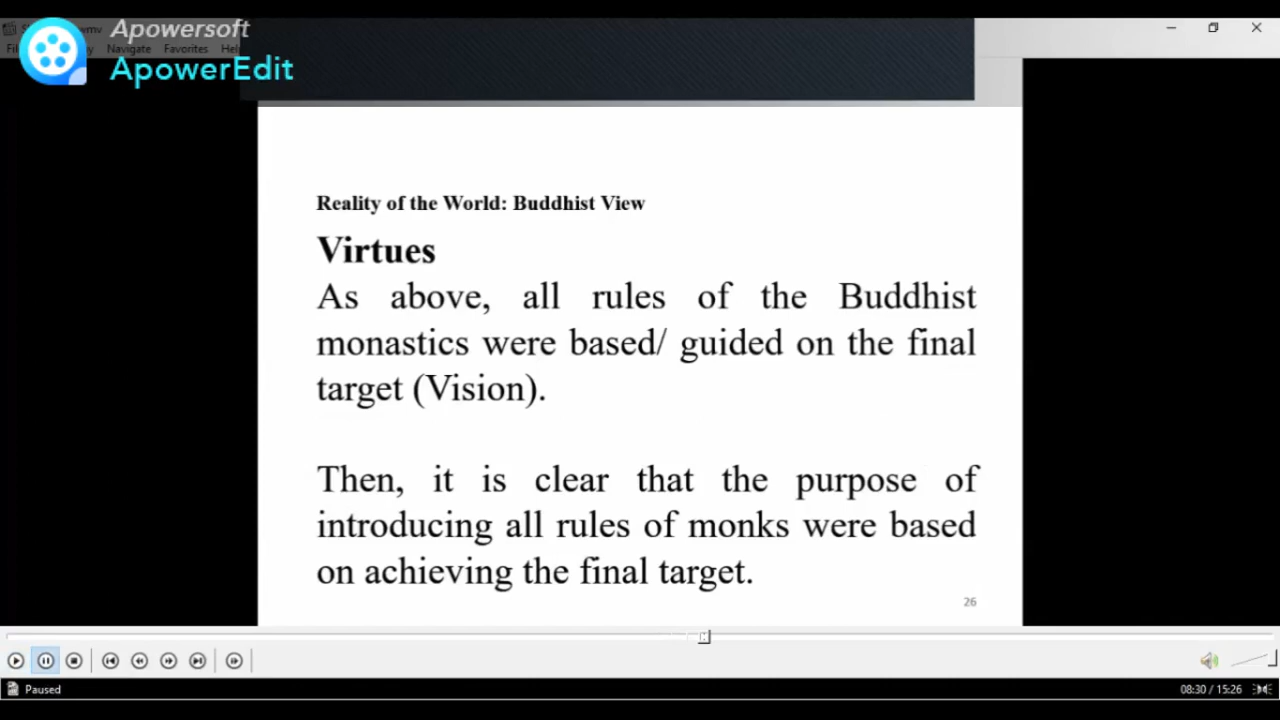 Apowersoft
ApowerEdit
Navigate Favorites
Reality of the World: Buddhist View
Virtues
As above, all rules of the Buddhist
monastics were based/ guided on the final
target (Vision).
Then, it is clear that the purpose of
introducing all rules of monks were based
on achieving the final target.
26
Paused
08:30 / 15:26